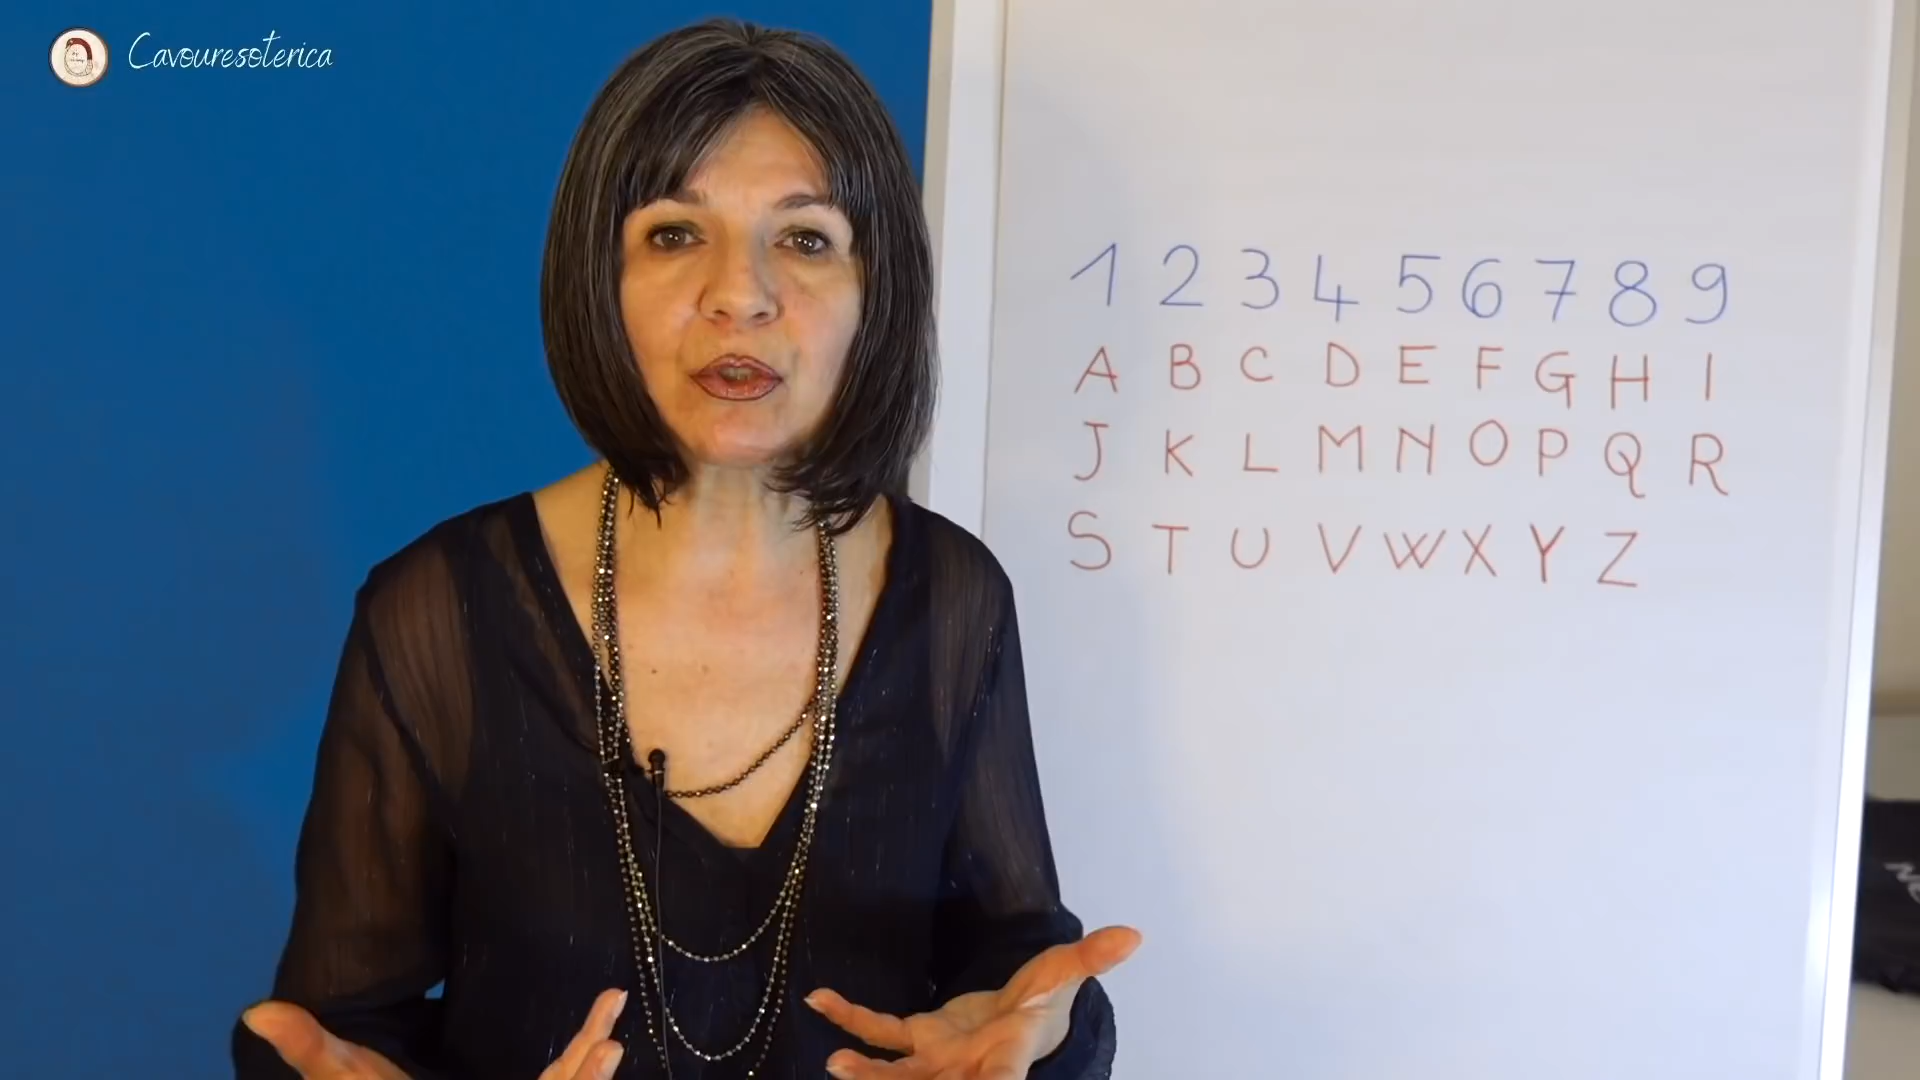 Cavouresoterica
1 2 3 4 5 6 7 8 9
A B C D E F G H I
J K L M N O P Q R
S T U V W X Y Z